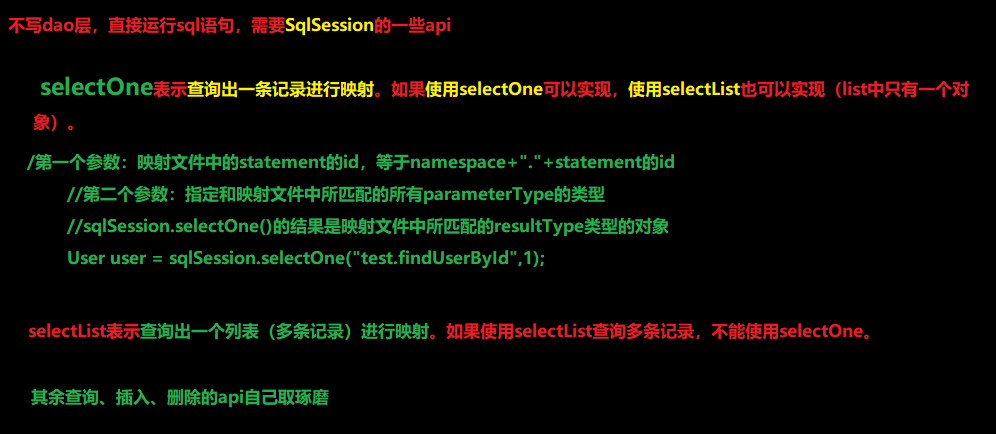 不写dao层，直接运行sql语句，需要SqlSession的一些api
selectOne表示查询出一条记录进行映射。如果使用selectOne可以实现，使用selectList也可以实现（list中只有一个对
象）。
/第一个参数：映射文件中的statement的id，等于namespace+"."+statement的id
//第二个参数：指定和映射文件中所匹配的所有parameterType的类型
//sqlSession.selectOne()的结果是映射文件中所匹配的resultType类型的对象
User user = sqlSession.selectOne("test.findUserById",1);
selectList表示查询出一个列表（多条记录）进行映射。如果使用selectList查询多条记录，不能使用selectOne。
其余查询、插入、删除的api自己取琢磨